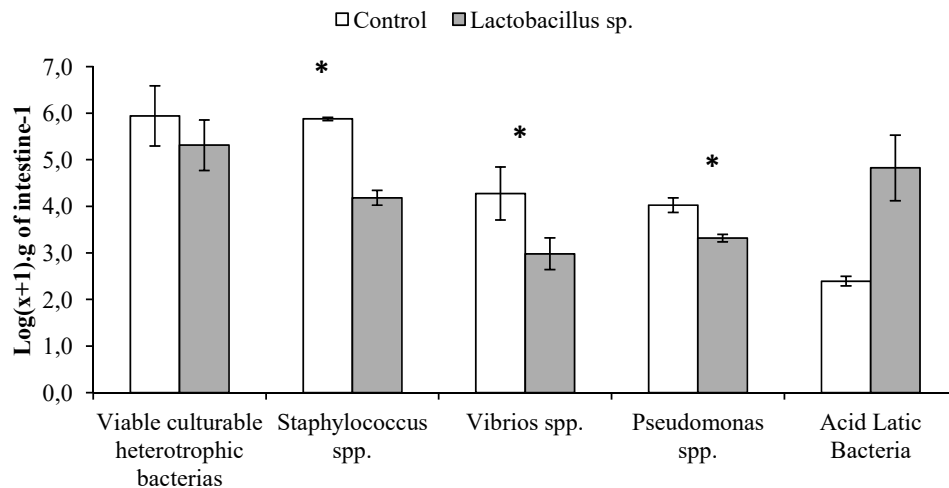 Control Lactobacillus sp.
Log(x+1).g of intestine-1
7,0
6,0
5,0
4,0
3,0
2,0
1,0
0,0
* * *
Viable culturable
heterotrophic
bacterias
Staphylococcus
spp.
Vibrios spp.
Pseudomonas
spp.
Acid Latic
Bacteria